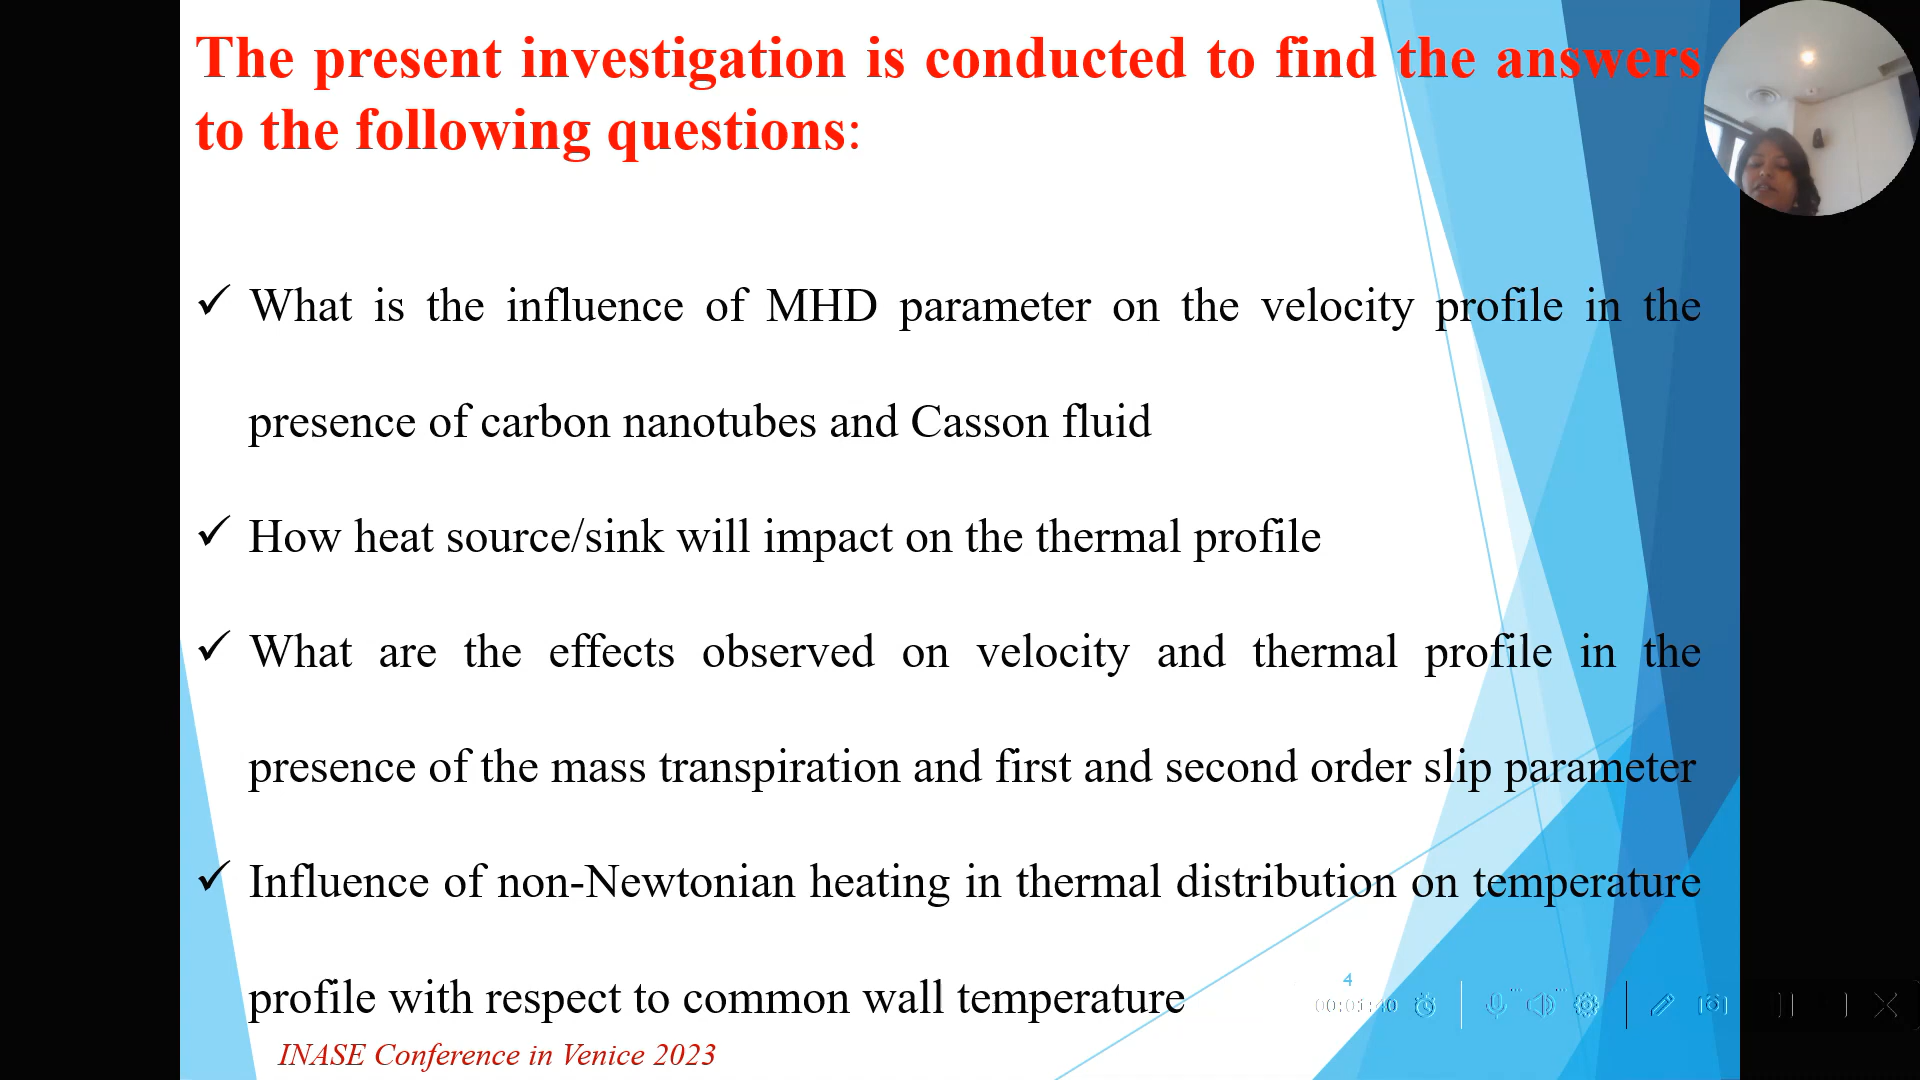 The present investigation is conducted to find the answers
to the following questions:
✓ What is the influence of MHD parameter on the velocity profile in the
presence of carbon nanotubes and Casson fluid
✓ How heat source/sink will impact on the thermal profile
✓ What are the effects observed on velocity and thermal profile in the
presence of the mass transpiration and first and second order slip parameter
✓ Influence of non-Newtonian heating in thermal distribution on temperature
profile with respect to common wall temperature
4
00:01:40
INASE Conference in Venice 2023